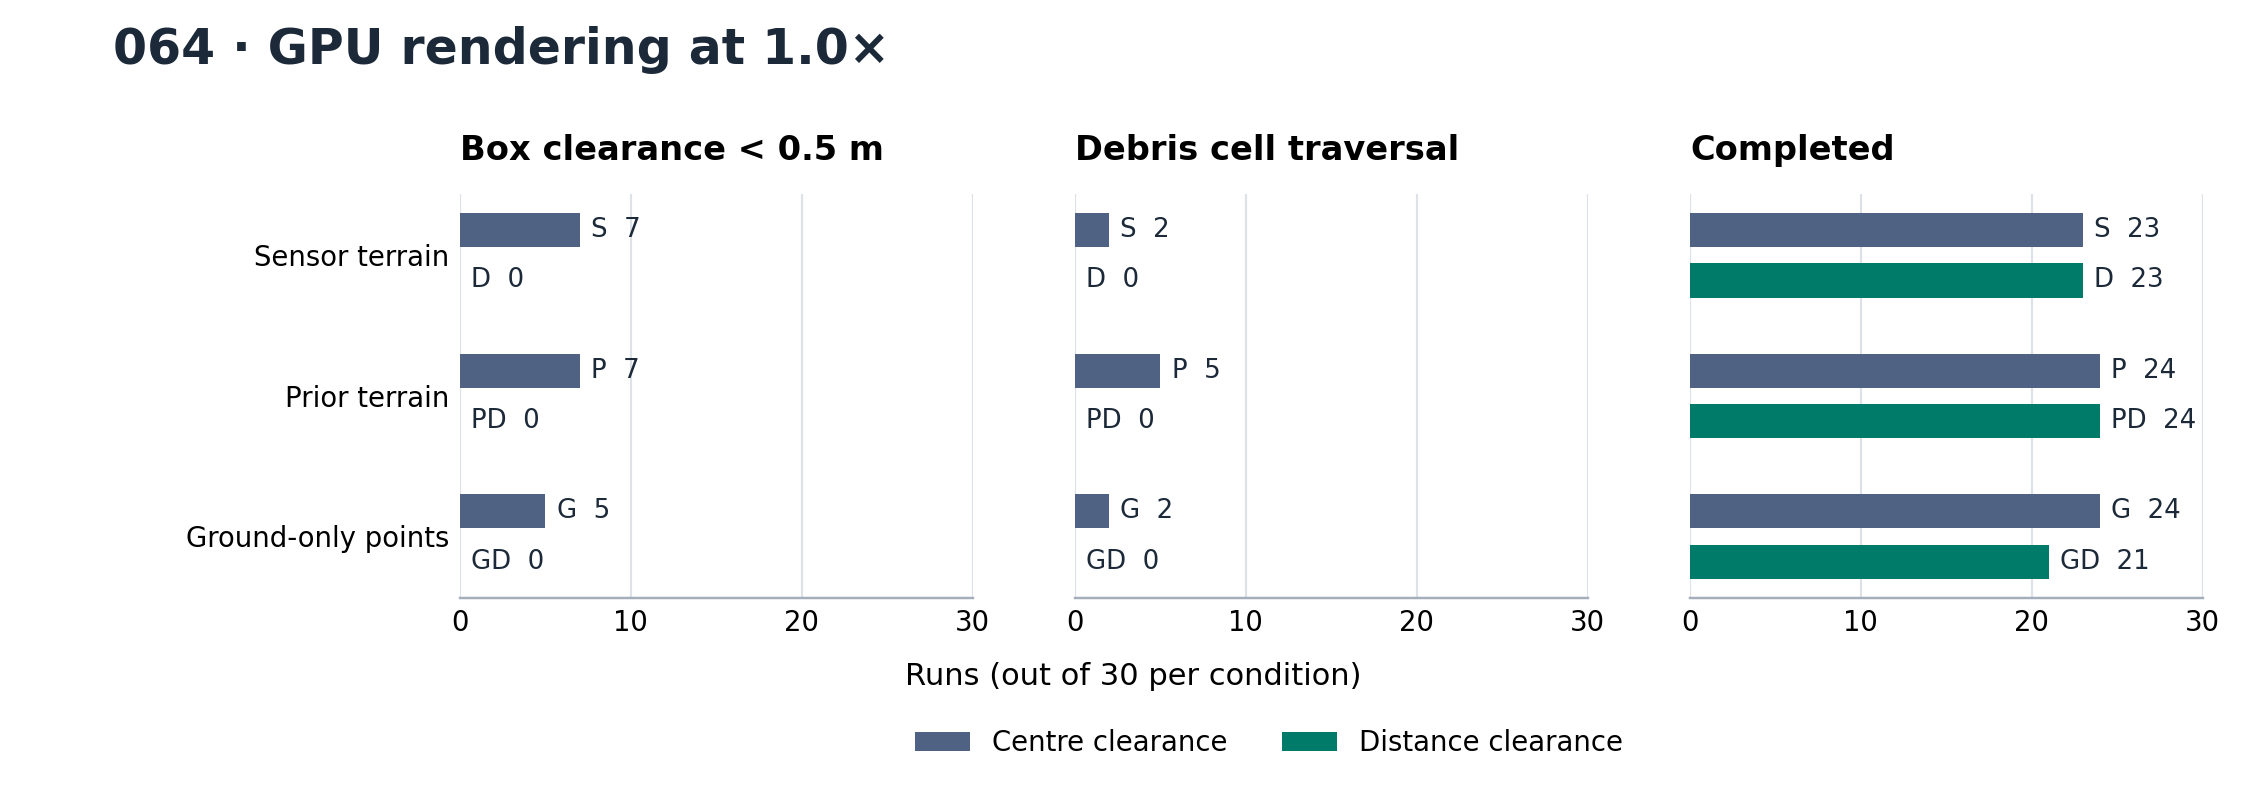 064 · GPU rendering at 1.0×
Box clearance < 0.5 m
Debris cell traversal
Completed
Sensor terrain
S 7
D 0
S 2
D 0
S 23
D 23
Prior terrain
P 7
PD 0
P 5
PD 0
P 24
PD 24
Ground-only points
G 5
GD 0
G 2
GD 0
G 24
GD 21
0 10 20 30
0 10 20 30
0 10 20 30
Runs (out of 30 per condition)
Centre clearance
Distance clearance